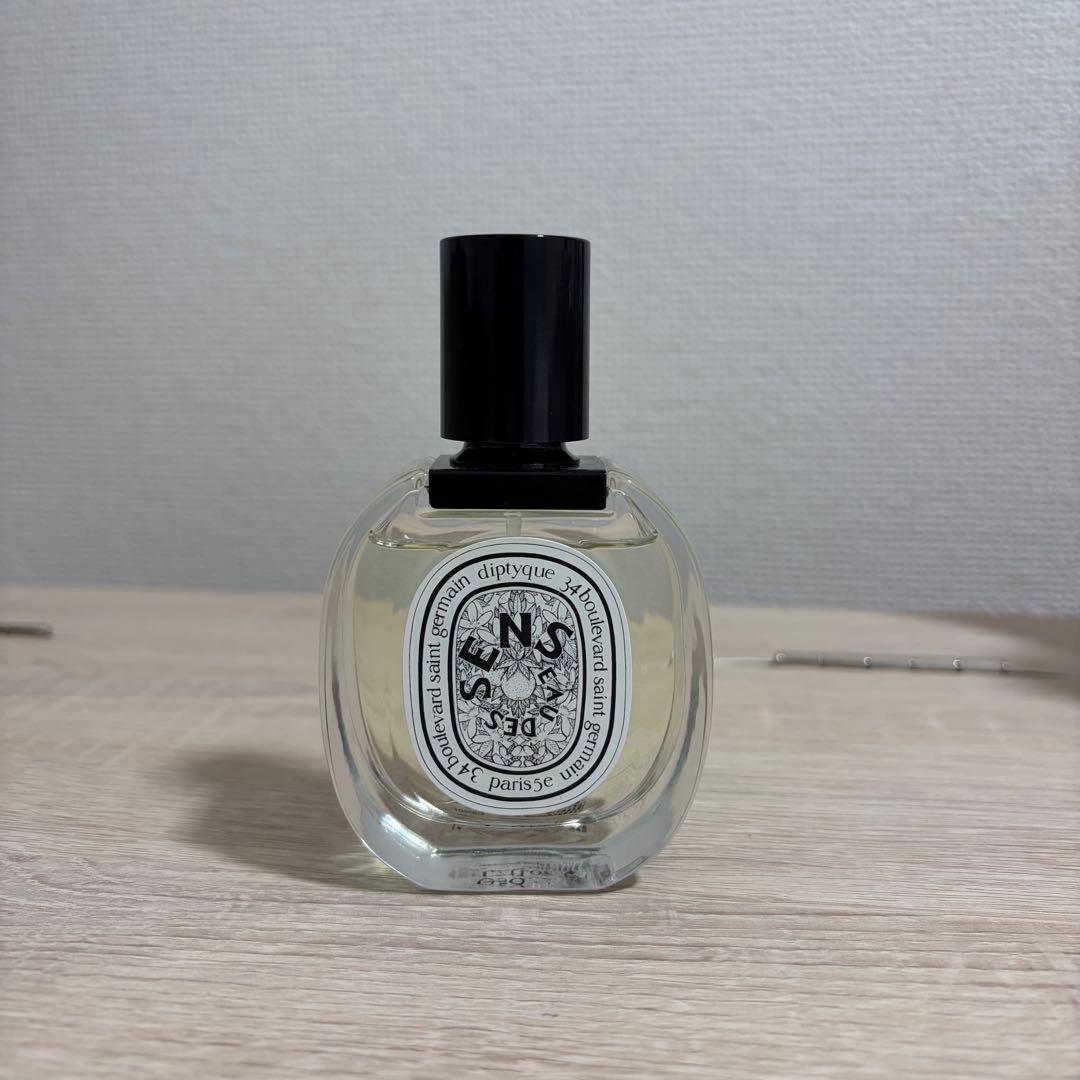 diptyque 34 boulevard saint germain paris5e 34 boulevard saint germain
EAU DES SENS